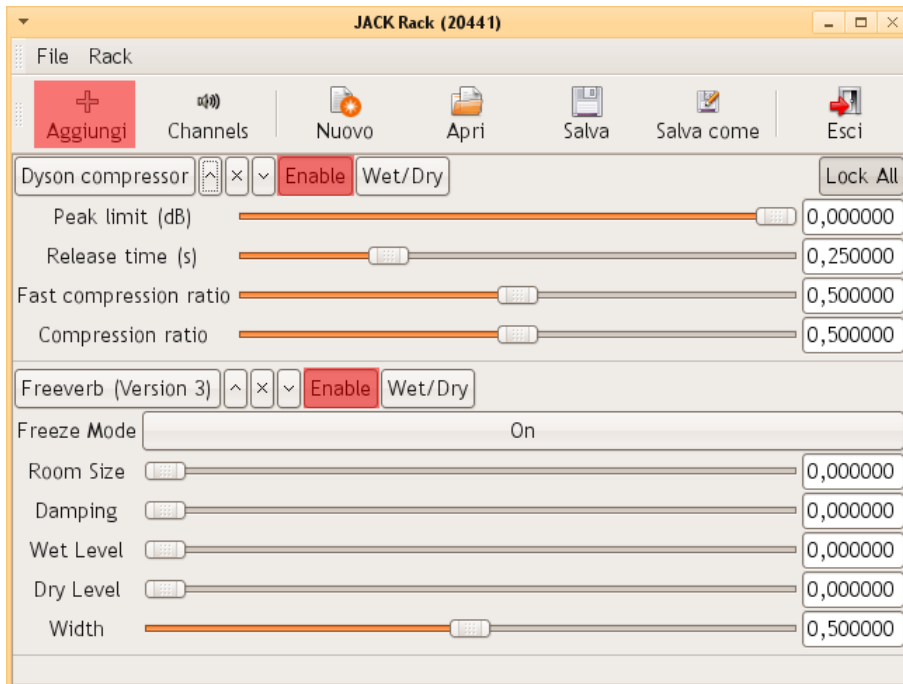 JACK Rack (20441)
File Rack
Aggiungi Channels Nuovo Apri Salva Salva come Esci
Dyson compressor Enable Wet/Dry Lock All
Peak limit (dB) 0,000000
Release time (s) 0,250000
Fast compression ratio 0,500000
Compression ratio 0,500000
Freeverb (Version 3) Enable Wet/Dry
Freeze Mode On
Room Size 0,000000
Damping 0,000000
Wet Level 0,000000
Dry Level 0,000000
Width 0,500000